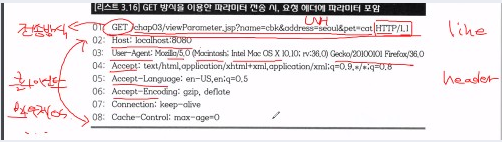 [리스트 3.16] GET 방식을 이용한 파라미터 전송 시, 요청 헤더에 파라미터 포함
전송방식
01: GET /chap03/viewParameter.jsp?name=cbk&address=seoul&pet=cat HTTP/1.1
line
02: Host: localhost:8080
03: User-Agent: Mozilla/5.0 (Macintosh; Intel Mac OS X 10.10; rv:36.0) Gecko/20100101 Firefox/36.0
04: Accept: text/html,application/xhtml+xml,application/xml;q=0.9,*/*;q=0.8
header
05: Accept-Language: en-US,en;q=0.5
06: Accept-Encoding: gzip, deflate
07: Connection: keep-alive
08: Cache-Control: max-age=0